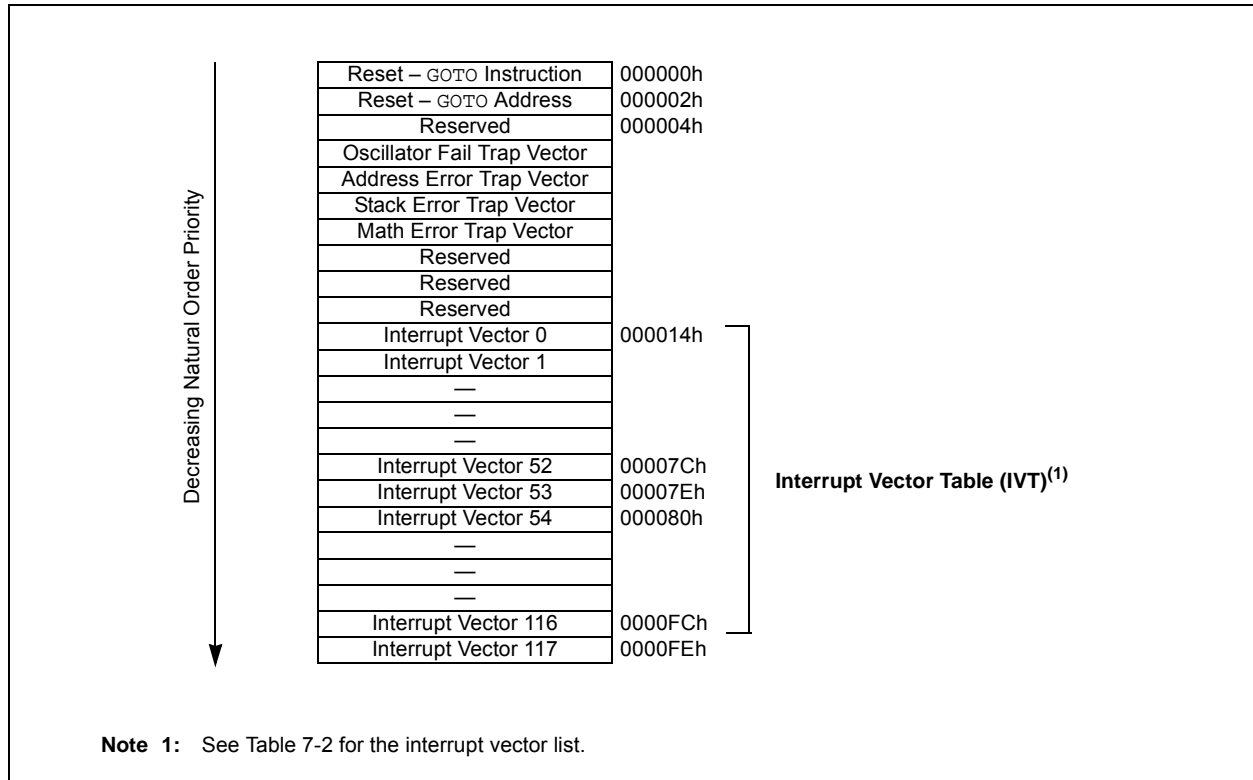 Decreasing Natural Order Priority
Reset – GOTO Instruction 000000h
Reset – GOTO Address 000002h
Reserved 000004h
Oscillator Fail Trap Vector
Address Error Trap Vector
Stack Error Trap Vector
Math Error Trap Vector
Reserved
Reserved
Reserved
Interrupt Vector 0 000014h
Interrupt Vector 1
—
—
—
Interrupt Vector 52 00007Ch
Interrupt Vector 53 00007Eh
Interrupt Vector 54 000080h
—
—
—
Interrupt Vector 116 0000FCh
Interrupt Vector 117 0000FEh
Interrupt Vector Table (IVT)(1)
Note 1: See Table 7-2 for the interrupt vector list.